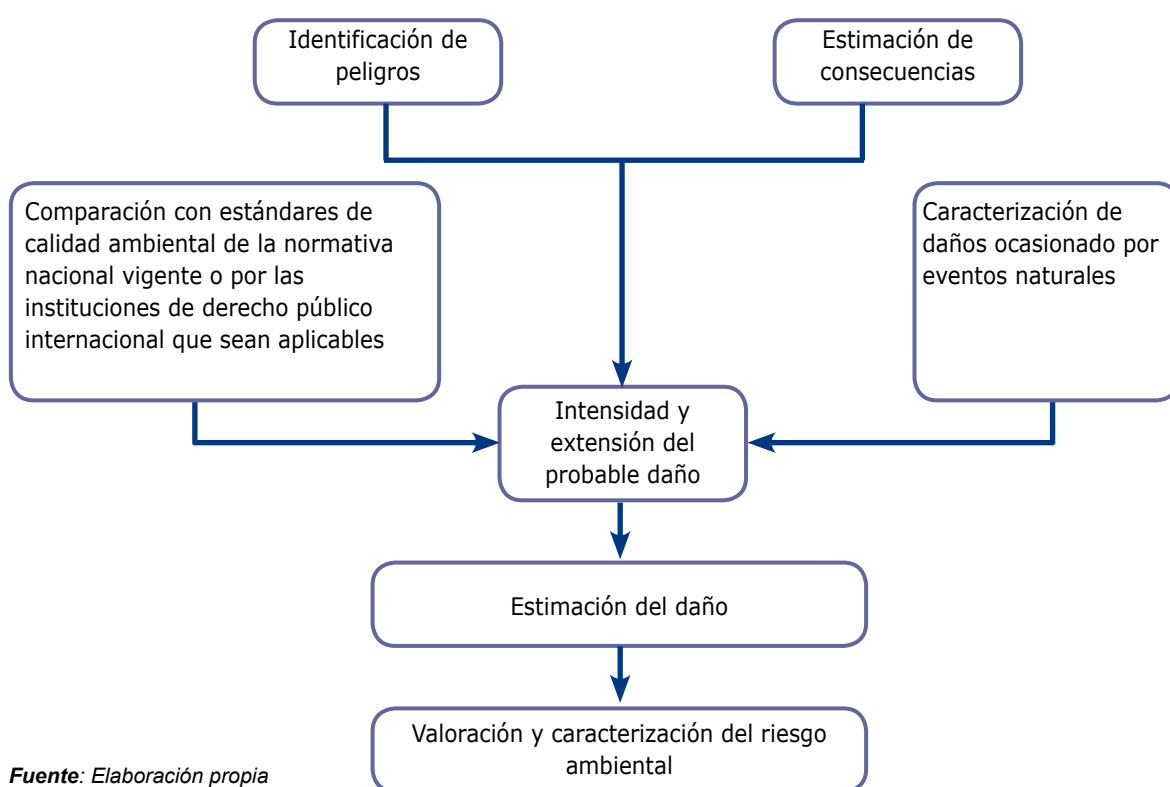 Identificación de
peligros
Estimación de
consecuencias
Comparación con estándares de
calidad ambiental de la normativa
nacional vigente o por las
instituciones de derecho público
internacional que sean aplicables
Caracterización de
daños ocasionado por
eventos naturales
Intensidad y
extensión del
probable daño
Estimación del daño
Valoración y caracterización del riesgo
ambiental
Fuente: Elaboración propia